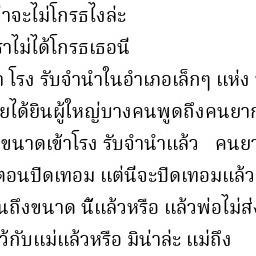 จะไม่โกรธไงล่ะ
ราไม่ได้โกรธเธอนี
โรง รับจำนำในอำเภอเล็กๆ แห่ง
ยได้ยินผู้ใหญ่บางคนพูดถึงคนยาก
ขนาดเข้าโรง รับจำนำแล้ว คนยา
ตอนปิดเทอม แต่นีจะปิดเทอมแล้ว
นถึงขนาด นี้แล้วหรือ แล้วพ่อไม่ส่ง
ว้กับแม่แล้วหรือ มิน่าล่ะ แม่ถึง